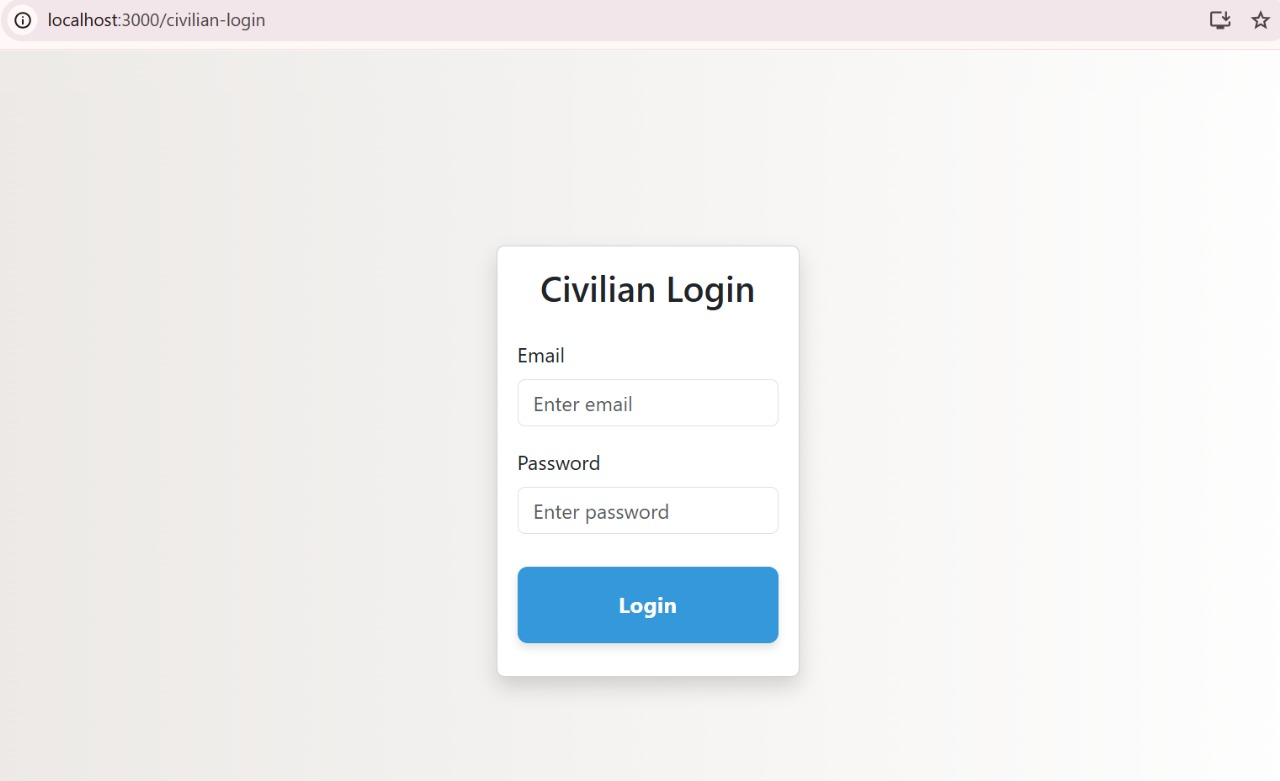 localhost:3000/civilian-login
Civilian Login
Email
Enter email
Password
Enter password
Login